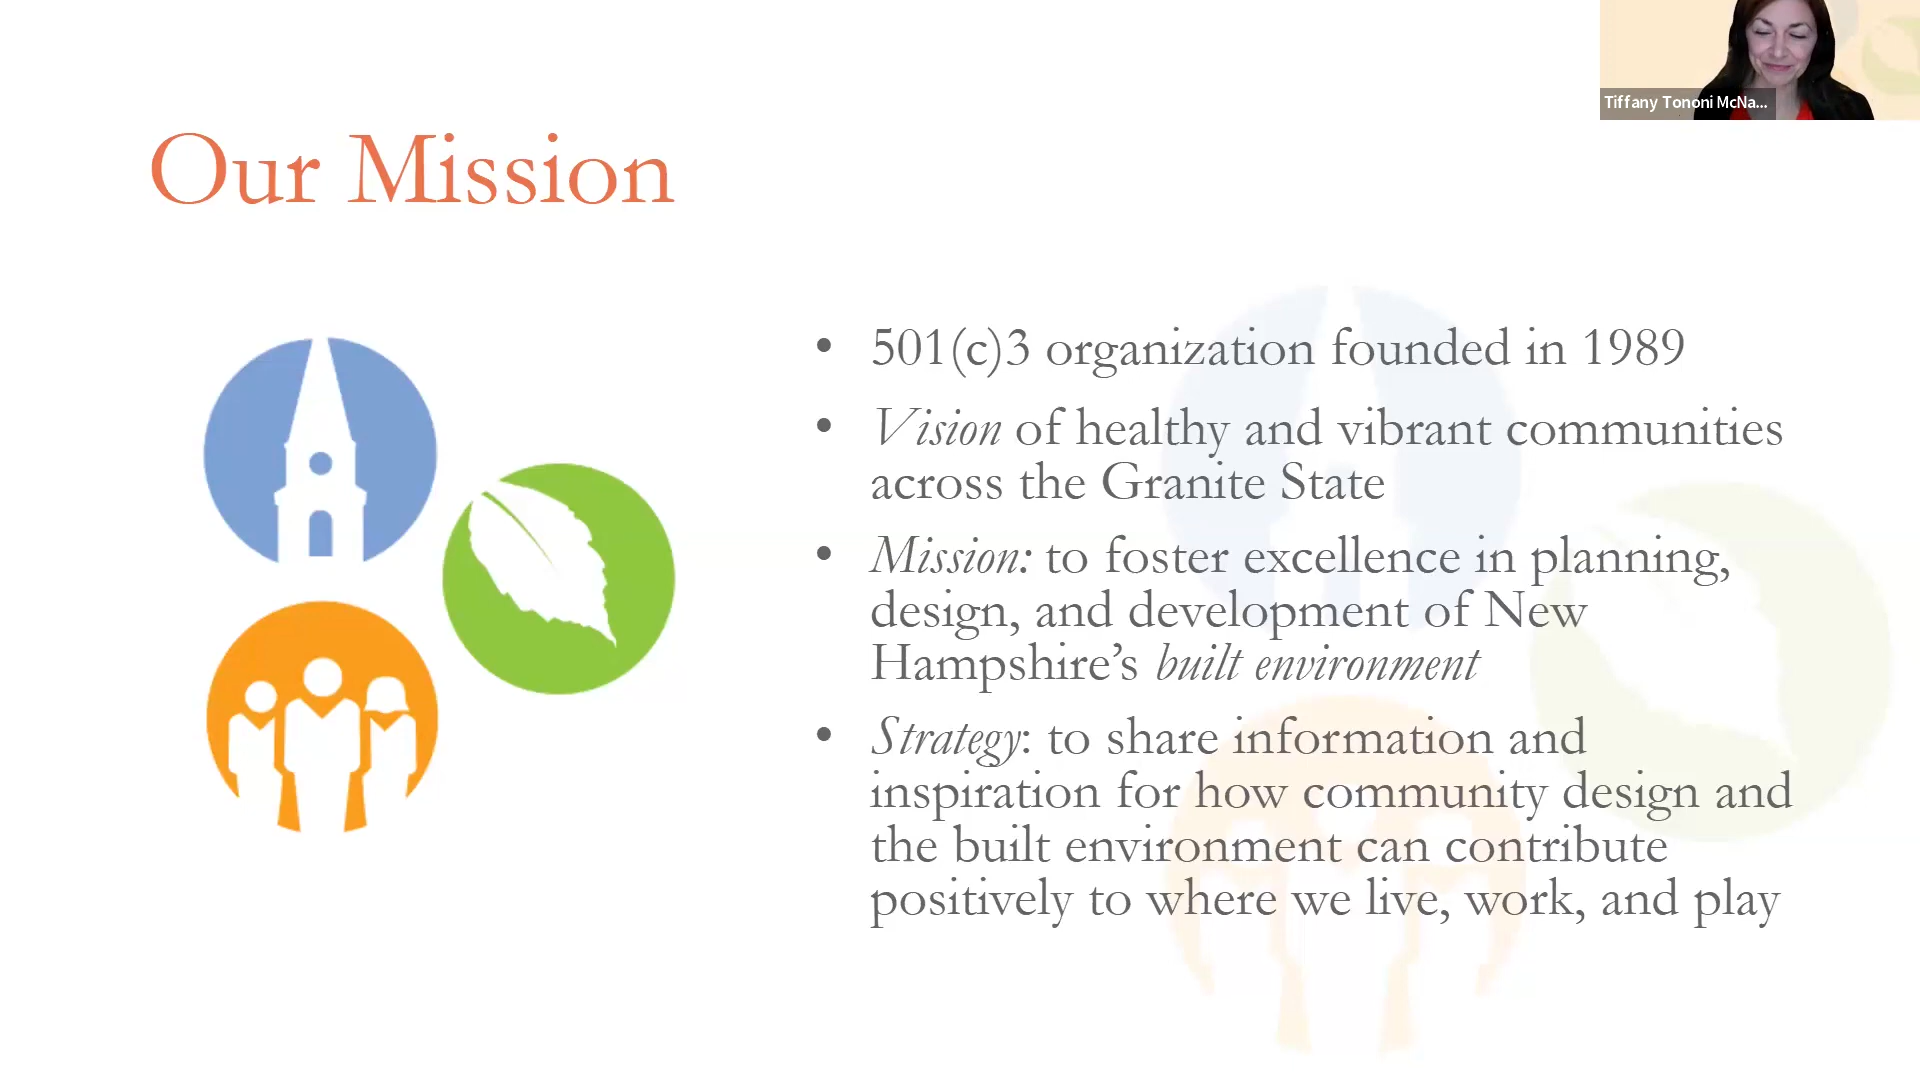 Tiffany Tononi McNa...
Our Mission
• 501(c)3 organization founded in 1989
• Vision of healthy and vibrant communities
across the Granite State
• Mission: to foster excellence in planning,
design, and development of New
Hampshire’s built environment
• Strategy: to share information and
inspiration for how community design and
the built environment can contribute
positively to where we live, work, and play